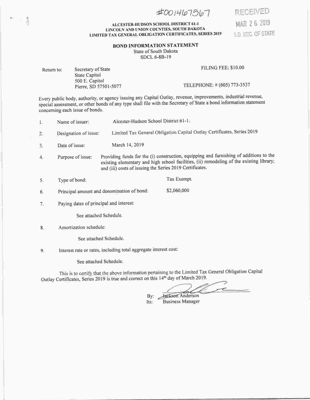 #001467567
RECEIVED
MAR 26 2019
S.D. SEC. OF STATE
ALCESTER-HUDSON SCHOOL DISTRICT 61-1
LINCOLN AND UNION COUNTIES, SOUTH DAKOTA
LIMITED TAX GENERAL OBLIGATION CAPITAL OUTLAY CERTIFICATES, SERIES 2019
BOND INFORMATION STATEMENT
State of South Dakota
SDCL 6-8B-19
Return to: Secretary of State FILING FEE: $10.00
State Capitol
500 E. Capitol
Pierre, SD 57501-5077 TELEPHONE: # (605) 773-3537
Every public body, authority, or agency issuing any Capital Outlay, revenue, improvements, industrial revenue,
special assessment, or other bonds of any type shall file with the Secretary of State a bond information statement
concerning each issue of bonds.
1. Name of issuer: Alcester-Hudson School District 61-1.
2. Designation of issue: Limited Tax General Obligation Capital Outlay Certificates, Series 2019
3. Date of issue: March 14, 2019
4. Purpose of issue: Providing funds for the (i) construction, equipping and furnishing of additions to the
existing elementary and high school facilities, (ii) remodeling of the existing library;
and (iii) costs of issuing the Series 2019 Certificates.
5. Type of bond: Tax Exempt.
6. Principal amount and denomination of bond: $2,060,000
7. Paying dates of principal and interest:
See attached Schedule.
8. Amortization schedule:
See attached Schedule.
9. Interest rate or rates, including total aggregate interest cost:
See attached Schedule.
This is to certify that the above information pertaining to the Limited Tax General Obligation Capital
Outlay Certificates, Series 2019 is true and correct on this 14th day of March 2019.
By: Jackson Anderson
Its: Business Manager